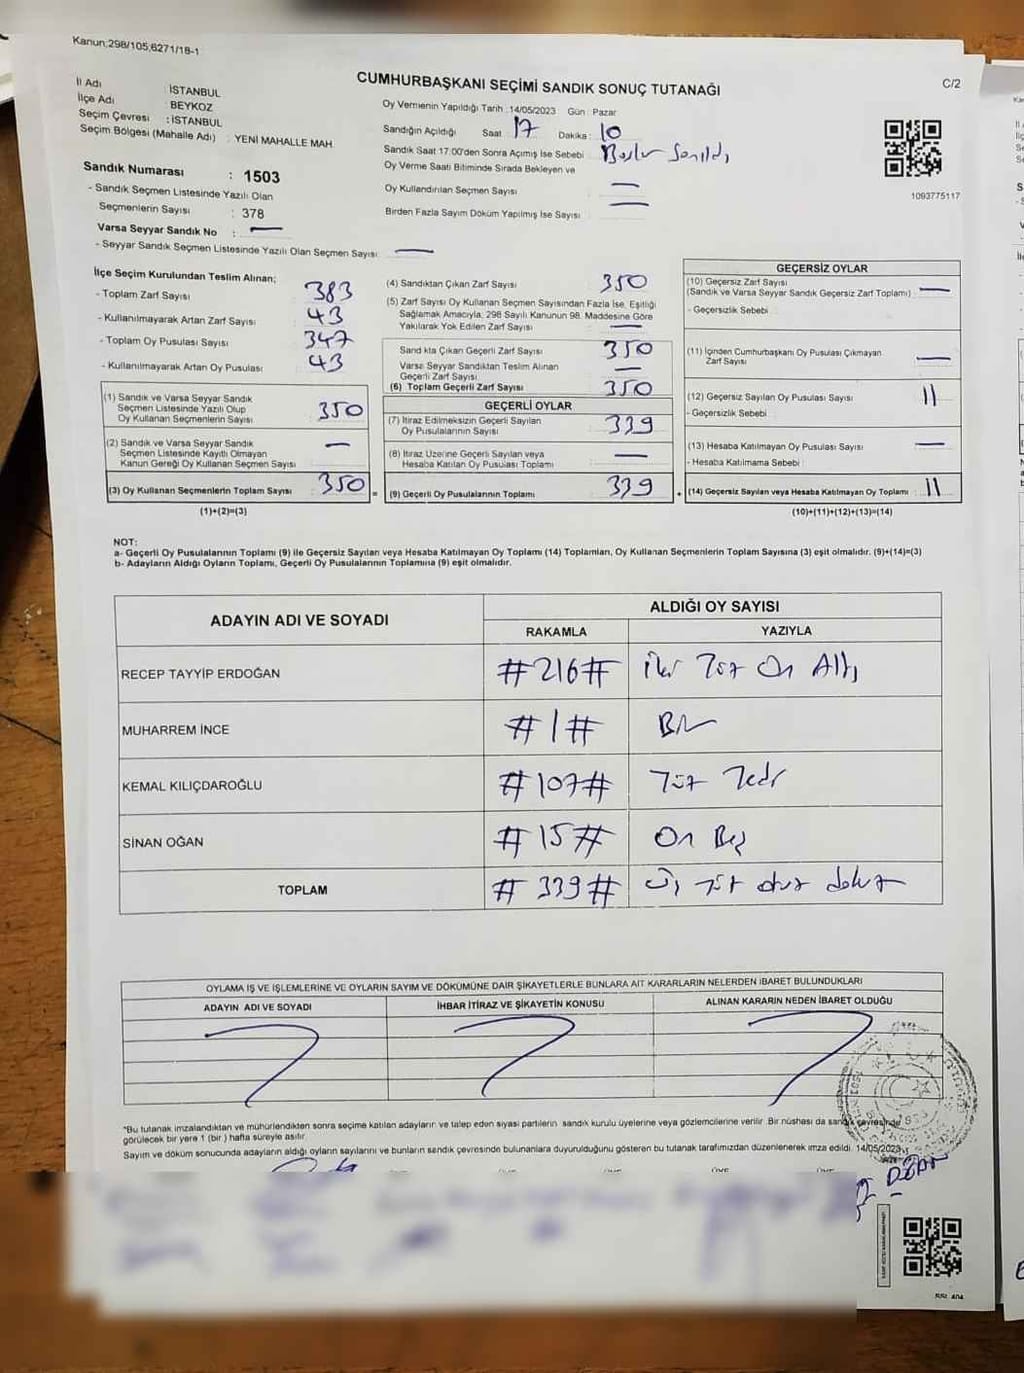 Kanun;298/105,6271/18-1
CUMHURBAŞKANI SEÇİMİ SANDIK SONUÇ TUTANAĞI
C/2
İl Adı : İSTANBUL
İlçe Adı : BEYKOZ
Seçim Çevresi : İSTANBUL
Seçim Bölgesi (Mahalle Adı) : YENİ MAHALLE MAH.
Sandık Numarası : 1503
- Sandık Seçmen Listesinde Yazılı Olan
Seçmenlerin Sayısı : 378
Varsa Seyyar Sandık No : —
- Seyyar Sandık Seçmen Listesinde Yazılı Olan Seçmen Sayısı: —
Oy Vermenin Yapıldığı Tarih :14/05/2023 Gün : Pazar
Sandığın Açıldığı Saat : 17 Dakika : 10
Sandık Saat 17:00'den Sonra Açımış İse Sebebi :
Oy Verme Saati Bitiminde Sırada Bekleyen ve
Oy Kullandırılan Seçmen Sayısı —
Birden Fazla Sayım Döküm Yapılmış İse Sayısı —
1093775117
İlçe Seçim Kurulundan Teslim Alınan;
- Toplam Zarf Sayısı : 383
- Kullanılmayarak Artan Zarf Sayısı : 43
- Toplam Oy Pusulası Sayısı : 347
- Kullanılmayarak Artan Oy Pusulası : 43
(1) Sandık ve Varsa Seyyar Sandık
Seçmen Listesinde Yazılı Olup
Oy Kullanan Seçmenlerin Sayısı : 350
(2) Sandık ve Varsa Seyyar Sandık
Seçmen Listesinde Kayıtlı Olmayan
Kanun Gereği Oy Kullanan Seçmen Sayısı : —
(3) Oy Kullanan Seçmenlerin Toplam Sayısı : 350 =
(1)+(2)=(3)
(4) Sandıktan Çıkan Zarf Sayısı : 350
(5) Zarf Sayısı Oy Kullanan Seçmen Sayısından Fazla İse, Eşitliği
Sağlamak Amacıyla, 298 Sayılı Kanunun 98. Maddesine Göre
Yakılarak Yok Edilen Zarf Sayısı : —
Sandıkta Çıkan Geçerli Zarf Sayısı : 350
Varsa Seyyar Sandıktan Teslim Alınan
Geçerli Zarf Sayısı : —
(6) Toplam Geçerli Zarf Sayısı : 350
GEÇERLİ OYLAR
(7) İtiraz Edilmeksizin Geçerli Sayılan
Oy Pusulalarının Sayısı : 339
(8) İtiraz Üzerine Geçerli Sayılan veya
Hesaba Katılan Oy Pusulası Toplamı : —
(9) Geçerli Oy Pusulalarının Toplamı : 339 +
GEÇERSİZ OYLAR
(10) Geçersiz Zarf Sayısı
(Sandık ve Varsa Seyyar Sandık Geçersiz Zarf Toplamı) : —
- Geçersizlik Sebebi :
(11) İçinden Cumhurbaşkanı Oy Pusulası Çıkmayan
Zarf Sayısı : —
(12) Geçersiz Sayılan Oy Pusulası Sayısı : 11
- Geçersizlik Sebebi :
(13) Hesaba Katılmayan Oy Pusulası Sayısı : —
- Hesaba Katılmama Sebebi :
(14) Geçersiz Sayılan veya Hesaba Katılmayan Oy Toplamı : 11
(10)+(11)+(12)+(13)=(14)
NOT:
a- Geçerli Oy Pusulalarının Toplamı (9) ile Geçersiz Sayılan veya Hesaba Katılmayan Oy Toplamı (14) Toplamları, Oy Kullanan Seçmenlerin Toplam Sayısına (3) eşit olmalıdır. (9)+(14)=(3)
b- Adayların Aldığı Oyların Toplamı, Geçerli Oy Pusulalarının Toplamına (9) eşit olmalıdır.
ADAYIN ADI VE SOYADI
ALDIĞI OY SAYISI
RAKAMLA YAZIYLA
RECEP TAYYİP ERDOĞAN #216# İki Yüz On Altı
MUHARREM İNCE #1# Bir
KEMAL KILIÇDAROĞLU #107# Yüz Yedi
SİNAN OĞAN #15# On Beş
TOPLAM #339# Üç Yüz otuz dokuz
OYLAMA İŞ VE İŞLEMLERİNE VE OYLARIN SAYIM VE DÖKÜMÜNE DAİR ŞİKAYETLERLE BUNLARA AİT KARARLARIN NELERDEN İBARET BULUNDUKLARI
ADAYIN ADI VE SOYADI İHBAR İTİRAZ VE ŞİKAYETİN KONUSU ALINAN KARARIN NEDEN İBARET OLDUĞU
*Bu tutanak imzalandıktan ve mühürlendikten sonra seçime katılan adayların ve talep eden siyasi partilerin sandık kurulu üyelerine veya gözlemcilerine verilir. Bir nüshası da sandık çevresinde
görülecek bir yere 1 (bir ) hafta süreyle asılır.
Sayım ve döküm sonucunda adayların aldığı oyların sayılarını ve bunların sandık çevresinde bulunanlara duyurulduğunu gösteren bu tutanak tarafımızdan düzenlenerek imza edildi. 14/05/2023